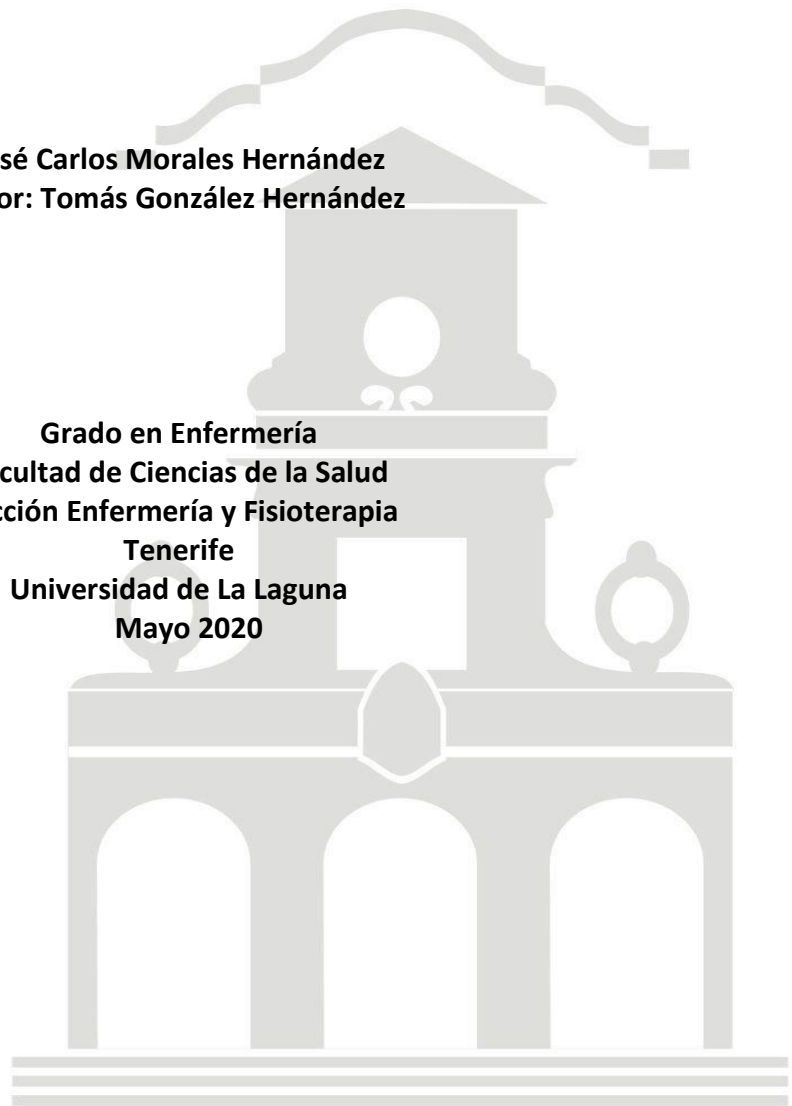 sé Carlos Morales Hernández
or: Tomás González Hernández
Grado en Enfermería
cultad de Ciencias de la Salud
cción Enfermería y Fisioterapia
Tenerife
Universidad de La Laguna
Mayo 2020